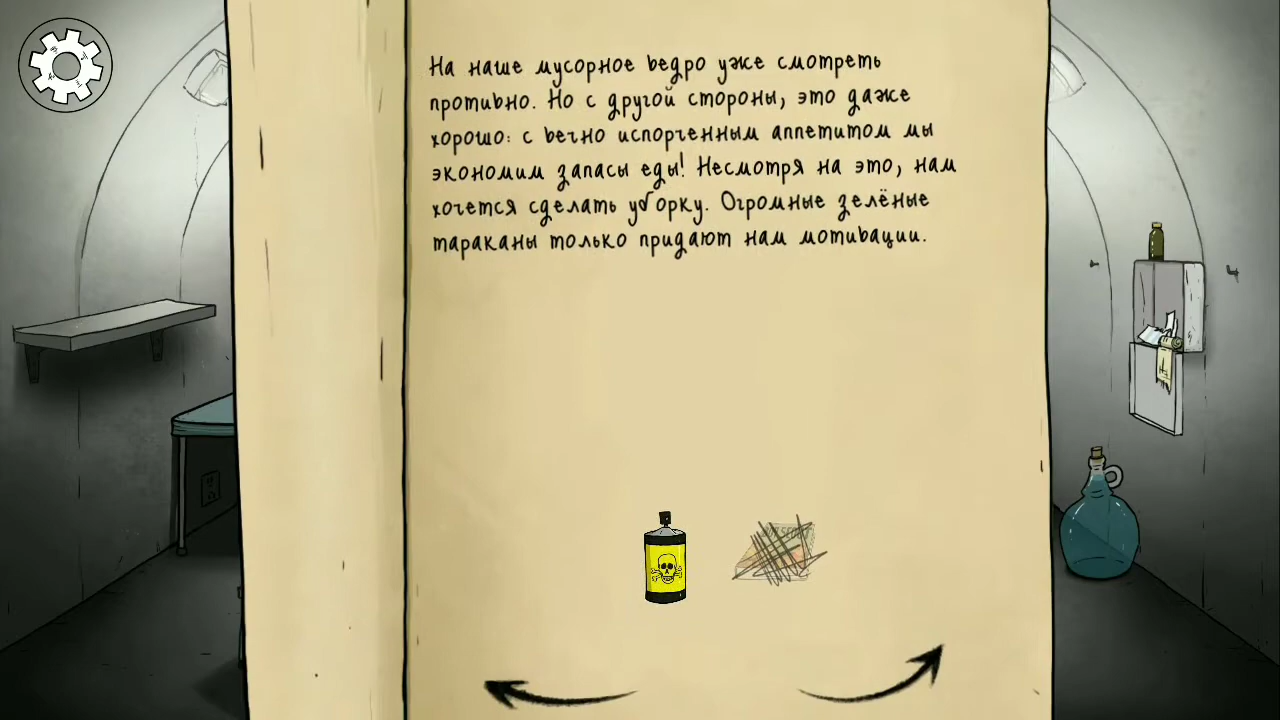 На наше мусорное ведро уже смотреть
противно. Но с другой стороны, это даже
хорошо: с вечно испорченным аппетитом мы
экономим запасы еды! Несмотря на это, нам
хочется сделать уборку. Огромные зелёные
тараканы только придают нам мотивации.